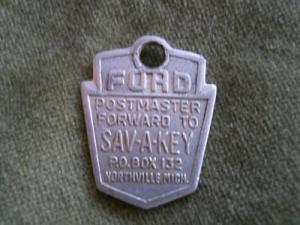 FORD
POSTMASTER
FORWARD TO
SAV-A-KEY
P.O. BOX 132
NORTHVILLE MICH.